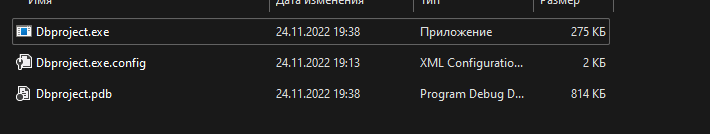 Имя Дата изменения Тип Размер
Dbproject.exe 24.11.2022 19:38 Приложение 275 КБ
Dbproject.exe.config 24.11.2022 19:13 XML Configuratio... 2 КБ
Dbproject.pdb 24.11.2022 19:38 Program Debug D... 814 КБ